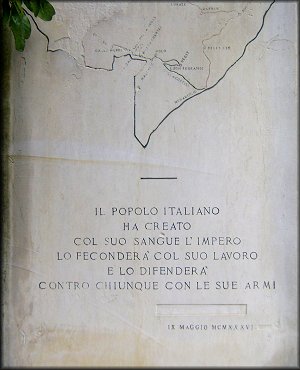 DOLO
IL POPOLO ITALIANO
HA CREATO
COL SUO SANGUE L'IMPERO
LO FECONDERA' COL SUO LAVORO
E LO DIFENDERA'
CONTRO CHIUNQUE CON LE SUE ARMI
IX MAGGIO MCMXXXVI